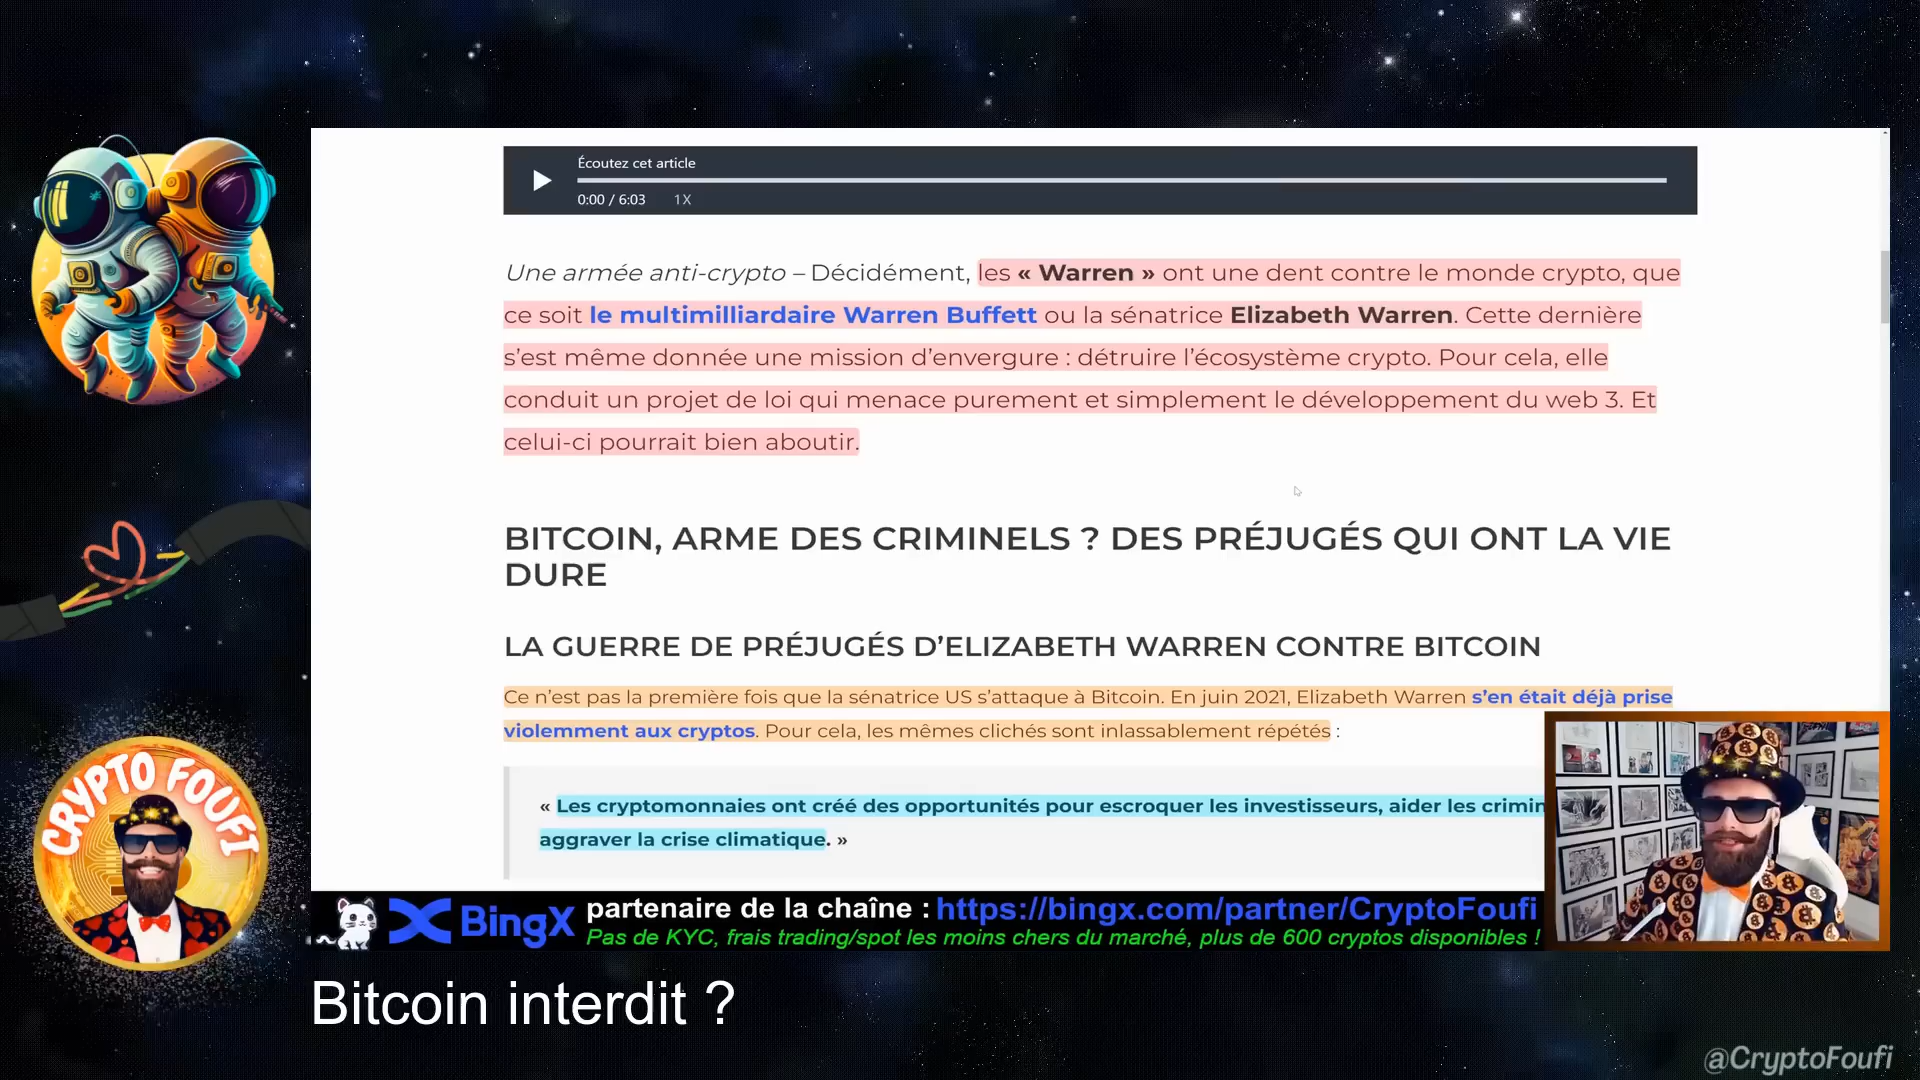 Écoutez cet article
0:00 / 6:03 1X
Une armée anti-crypto – Décidément, les « Warren » ont une dent contre le monde crypto, que
ce soit le multimilliardaire Warren Buffett ou la sénatrice Elizabeth Warren. Cette dernière
s’est même donnée une mission d’envergure : détruire l’écosystème crypto. Pour cela, elle
conduit un projet de loi qui menace purement et simplement le développement du web 3. Et
celui-ci pourrait bien aboutir.
BITCOIN, ARME DES CRIMINELS ? DES PRÉJUGÉS QUI ONT LA VIE
DURE
LA GUERRE DE PRÉJUGÉS D’ELIZABETH WARREN CONTRE BITCOIN
Ce n’est pas la première fois que la sénatrice US s’attaque à Bitcoin. En juin 2021, Elizabeth Warren s’en était déjà prise
violemment aux cryptos. Pour cela, les mêmes clichés sont inlassablement répétés :
« Les cryptomonnaies ont créé des opportunités pour escroquer les investisseurs, aider les crimin
aggraver la crise climatique. »
CRYPTO FOUFI
BingX partenaire de la chaîne : https://bingx.com/partner/CryptoFoufi
Pas de KYC, frais trading/spot les moins chers du marché, plus de 600 cryptos disponibles !
Bitcoin interdit ?
@CryptoFoufi